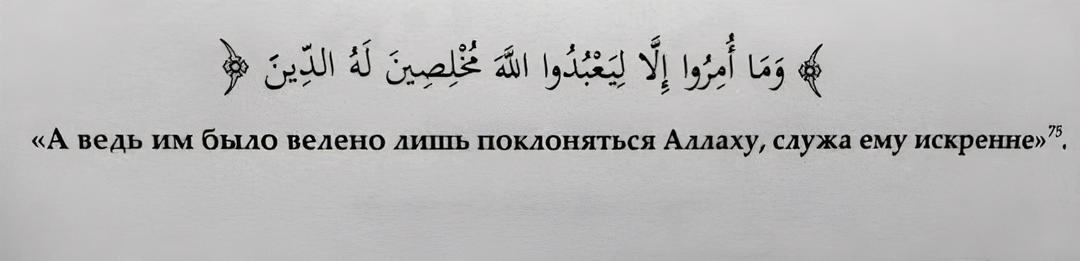 ﴿ وَمَا أُمِرُوا إِلَّا لِيَعْبُدُوا اللَّهَ مُخْلِصِينَ لَهُ الدِّينَ ﴾
«А ведь им было велено лишь поклоняться Аллаху, служа ему искренне»⁷⁵.